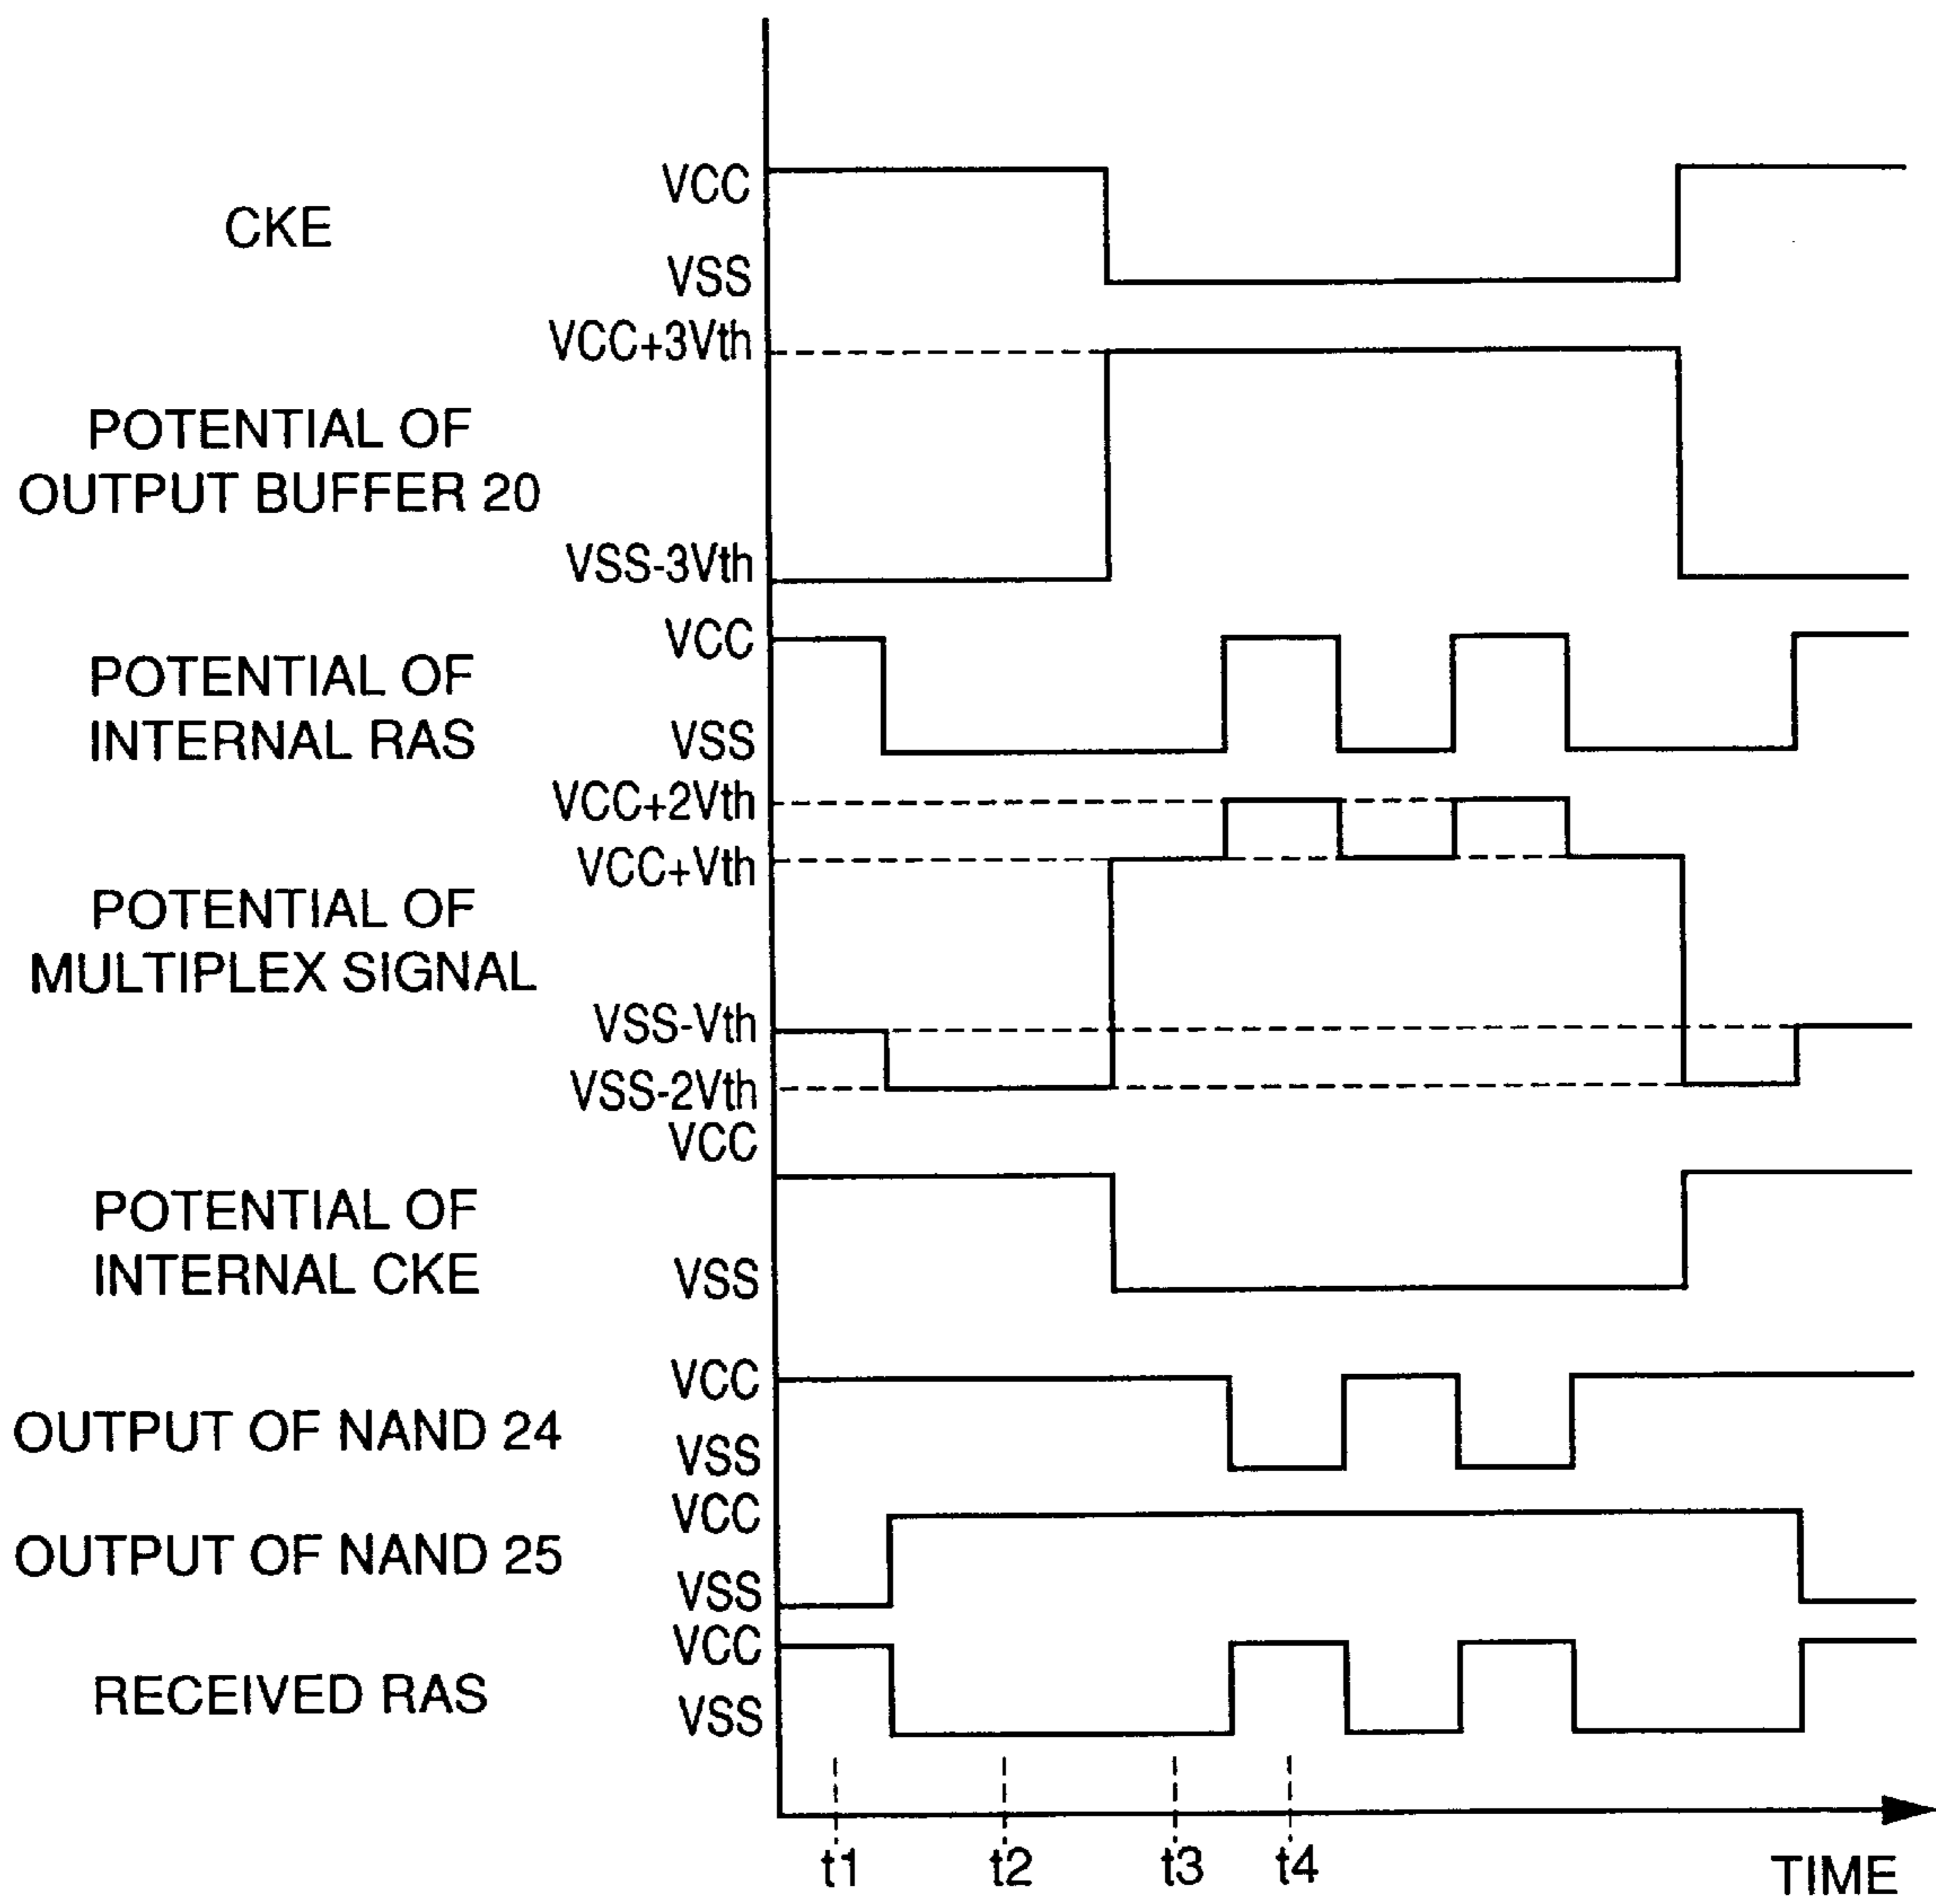 VCC
CKE
VSS
VCC+3Vth
POTENTIAL OF
OUTPUT BUFFER 20
VSS-3Vth
VCC
POTENTIAL OF
INTERNAL RAS
VSS
VCC+2Vth
VCC+Vth
POTENTIAL OF
MULTIPLEX SIGNAL
VSS-Vth
VSS-2Vth
VCC
POTENTIAL OF
INTERNAL CKE
VSS
VCC
OUTPUT OF NAND 24
VSS
VCC
OUTPUT OF NAND 25
VSS
VCC
RECEIVED RAS
VSS
t1 t2 t3 t4 TIME